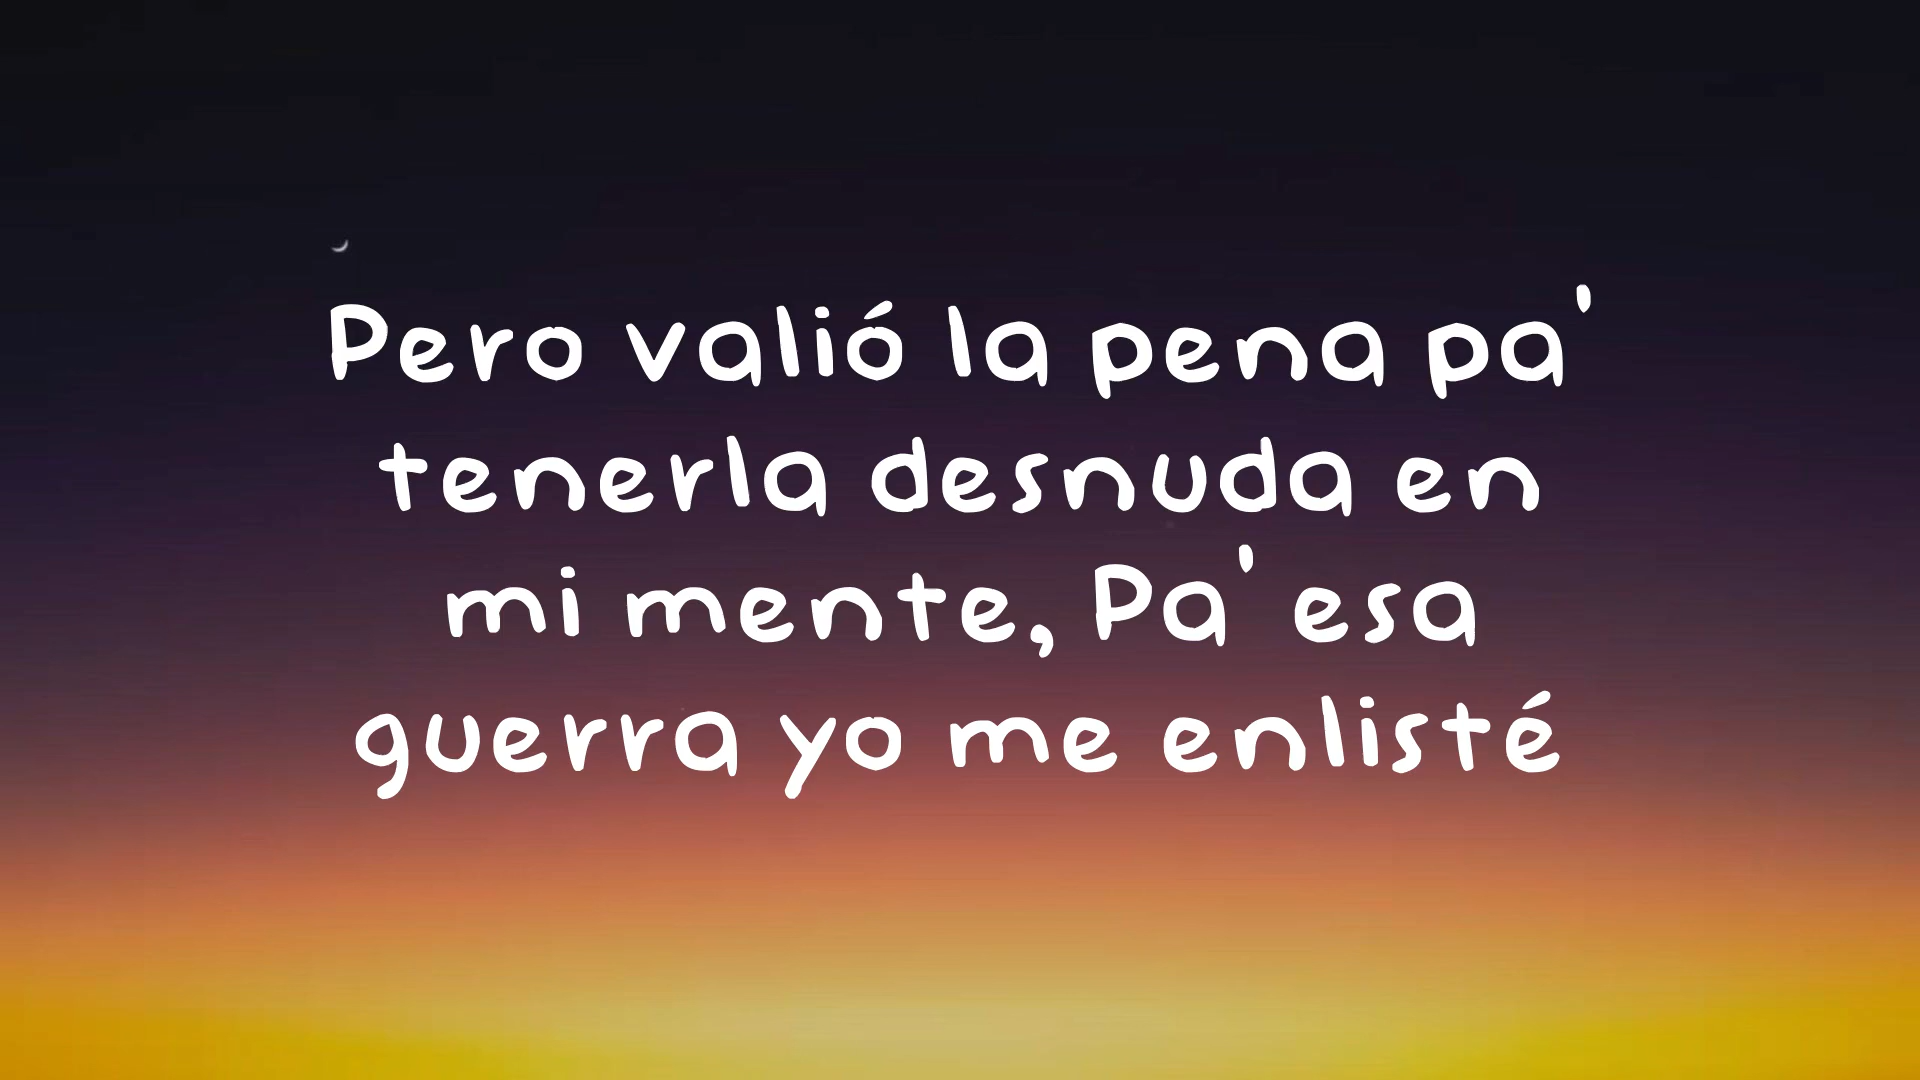 Pero valió la pena pa'
tenerla desnuda en
mi mente, Pa' esa
guerra yo me enlisté